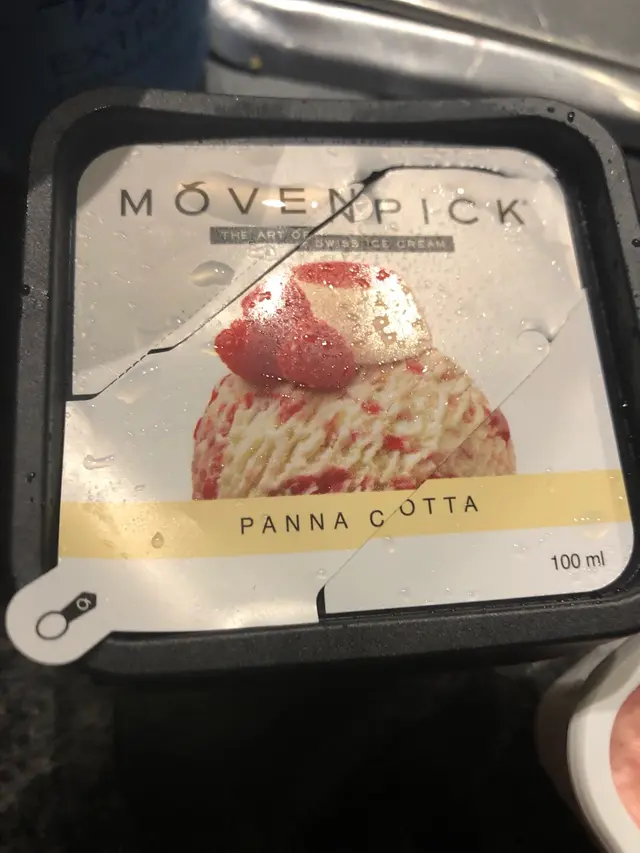 MÖVENPICK
THE ART OF SWISS ICE CREAM
PANNA COTTA
100 ml